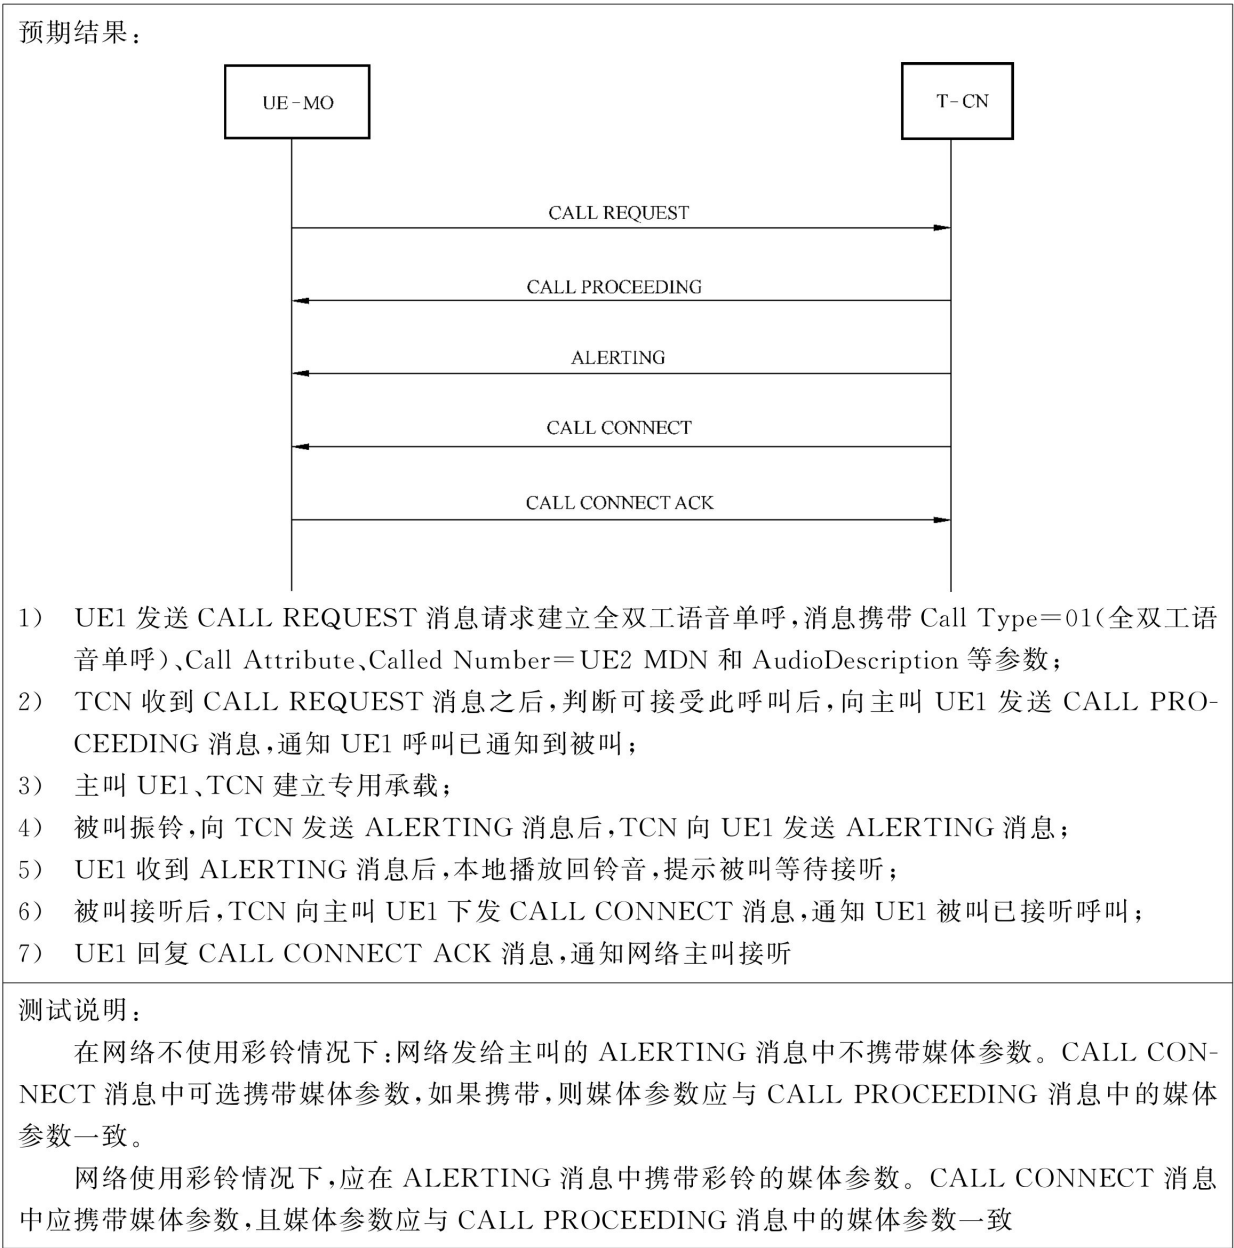 预期结果：
UE-MO
T-CN
CALL REQUEST
CALL PROCEEDING
ALERTING
CALL CONNECT
CALL CONNECT ACK
1) UE1 发送 CALL REQUEST 消息请求建立全双工语音单呼，消息携带 Call Type=01(全双工语
音单呼)、Call Attribute、Called Number=UE2 MDN 和 AudioDescription 等参数；
2) TCN 收到 CALL REQUEST 消息之后，判断可接受此呼叫后，向主叫 UE1 发送 CALL PRO-
CEEDING 消息，通知 UE1 呼叫已通知到被叫；
3) 主叫 UE1、TCN 建立专用承载；
4) 被叫振铃，向 TCN 发送 ALERTING 消息后，TCN 向 UE1 发送 ALERTING 消息；
5) UE1 收到 ALERTING 消息后，本地播放回铃音，提示被叫等待接听；
6) 被叫接听后，TCN 向主叫 UE1 下发 CALL CONNECT 消息，通知 UE1 被叫已接听呼叫；
7) UE1 回复 CALL CONNECT ACK 消息，通知网络主叫接听
测试说明：
在网络不使用彩铃情况下：网络发给主叫的 ALERTING 消息中不携带媒体参数。CALL CON-
NECT 消息中可选携带媒体参数，如果携带，则媒体参数应与 CALL PROCEEDING 消息中的媒体
参数一致。
网络使用彩铃情况下，应在 ALERTING 消息中携带彩铃的媒体参数。CALL CONNECT 消息
中应携带媒体参数，且媒体参数应与 CALL PROCEEDING 消息中的媒体参数一致